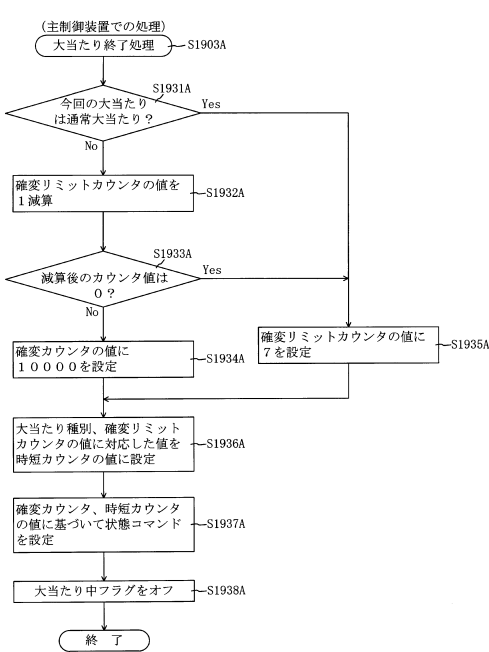 (主制御装置での処理)
大当たり終了処理
S1903A
S1931A
今回の大当たり
は通常大当たり？
Yes
No
確変リミットカウンタの値を
１減算
S1932A
S1933A
減算後のカウンタ値は
０？
Yes
No
確変カウンタの値に
１００００を設定
S1934A
確変リミットカウンタの値に
７を設定
S1935A
大当たり種別、確変リミット
カウンタの値に対応した値を
時短カウンタの値に設定
S1936A
確変カウンタ、時短カウンタ
の値に基づいて状態コマンド
を設定
S1937A
大当たり中フラグをオフ
S1938A
終　了